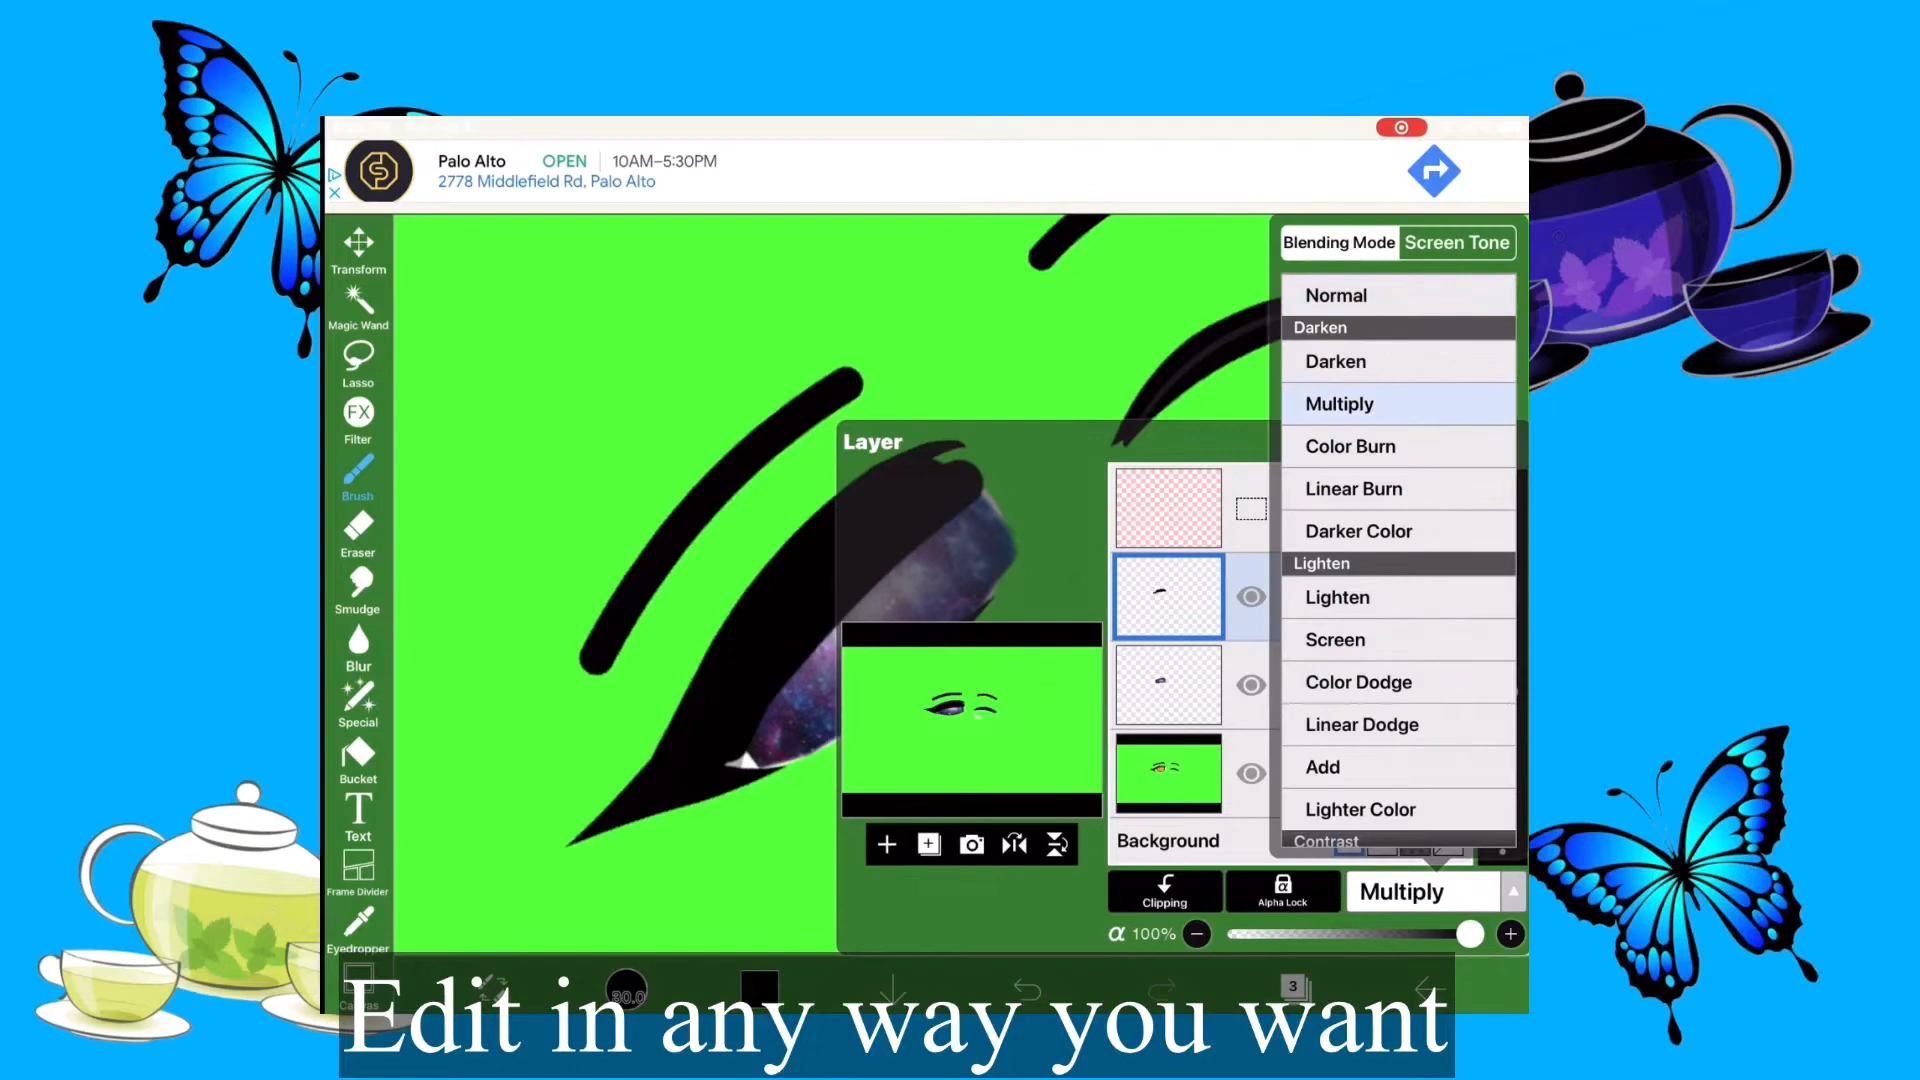 Palo Alto OPEN 10AM–5:30PM
2778 Middlefield Rd, Palo Alto
Transform
Magic Wand
Lasso
FX
Filter
Brush
Eraser
Smudge
Blur
Special
Bucket
T
Text
Frame Divider
Eyedropper
Canvas
Layer
Blending Mode Screen Tone
Normal
Darken
Darken
Multiply
Color Burn
Linear Burn
Darker Color
Lighten
Lighten
Screen
Color Dodge
Linear Dodge
Add
Lighter Color
Contrast
Background
Clipping
α
Alpha Lock
Multiply
α 100%
30.0
3
Edit in any way you want